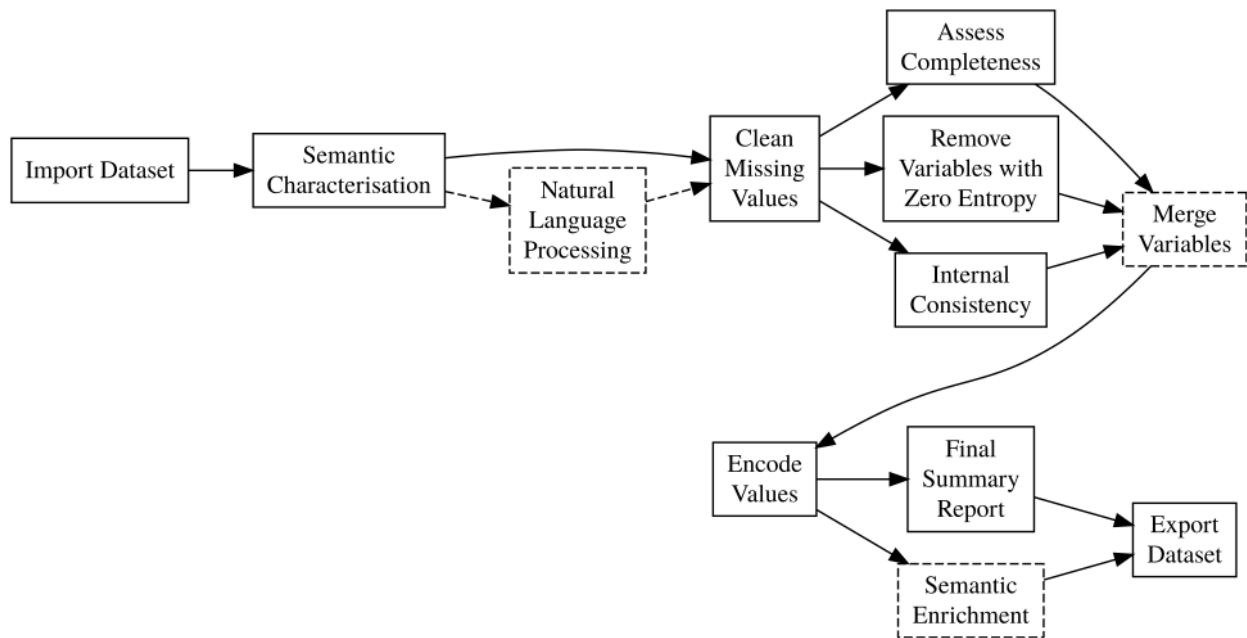 Import Dataset
Semantic
Characterisation
Natural
Language
Processing
Clean
Missing
Values
Assess
Completeness
Remove
Variables with
Zero Entropy
Internal
Consistency
Merge
Variables
Encode
Values
Final
Summary
Report
Semantic
Enrichment
Export
Dataset